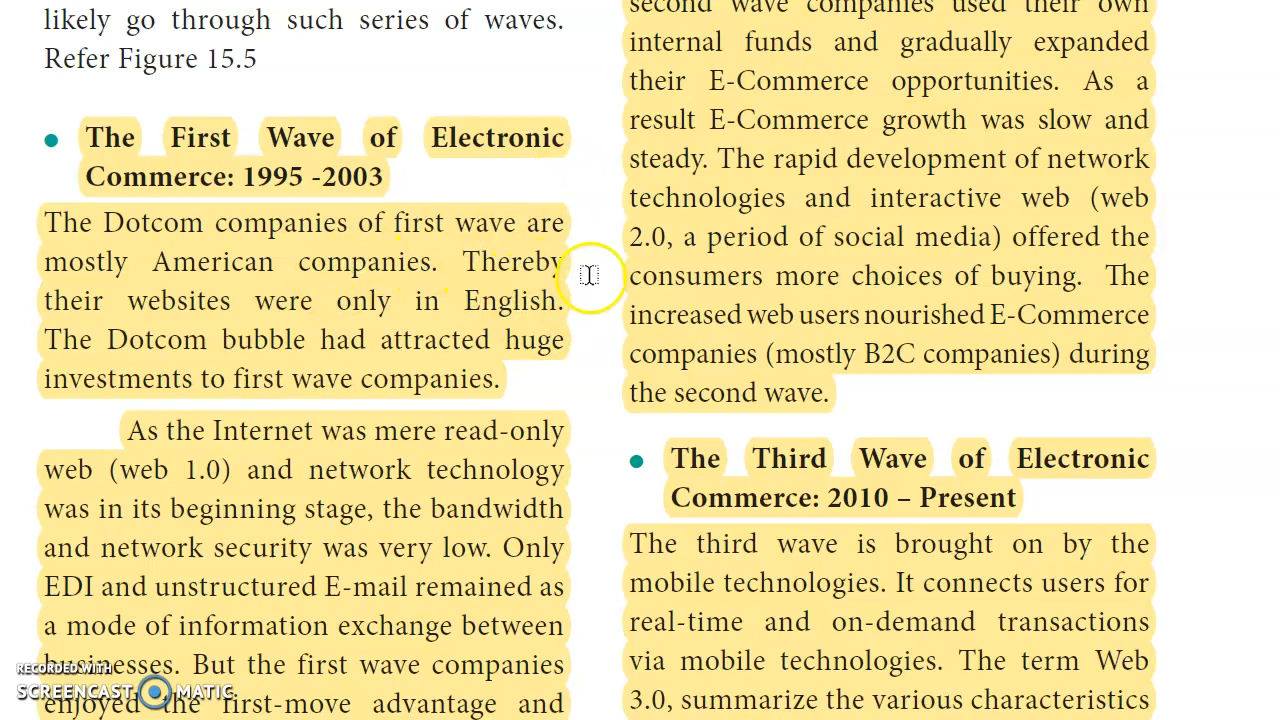 likely go through such series of waves.
Refer Figure 15.5
• The First Wave of Electronic
Commerce: 1995 -2003
The Dotcom companies of first wave are
mostly American companies. Thereby
their websites were only in English.
The Dotcom bubble had attracted huge
investments to first wave companies.
As the Internet was mere read-only
web (web 1.0) and network technology
was in its beginning stage, the bandwidth
and network security was very low. Only
EDI and unstructured E-mail remained as
a mode of information exchange between
businesses. But the first wave companies
enjoyed the first-move advantage and
second wave companies used their own
internal funds and gradually expanded
their E-Commerce opportunities. As a
result E-Commerce growth was slow and
steady. The rapid development of network
technologies and interactive web (web
2.0, a period of social media) offered the
consumers more choices of buying. The
increased web users nourished E-Commerce
companies (mostly B2C companies) during
the second wave.
• The Third Wave of Electronic
Commerce: 2010 – Present
The third wave is brought on by the
mobile technologies. It connects users for
real-time and on-demand transactions
via mobile technologies. The term Web
3.0, summarize the various characteristics
RECORDED WITH
SCREENCAST MATIC